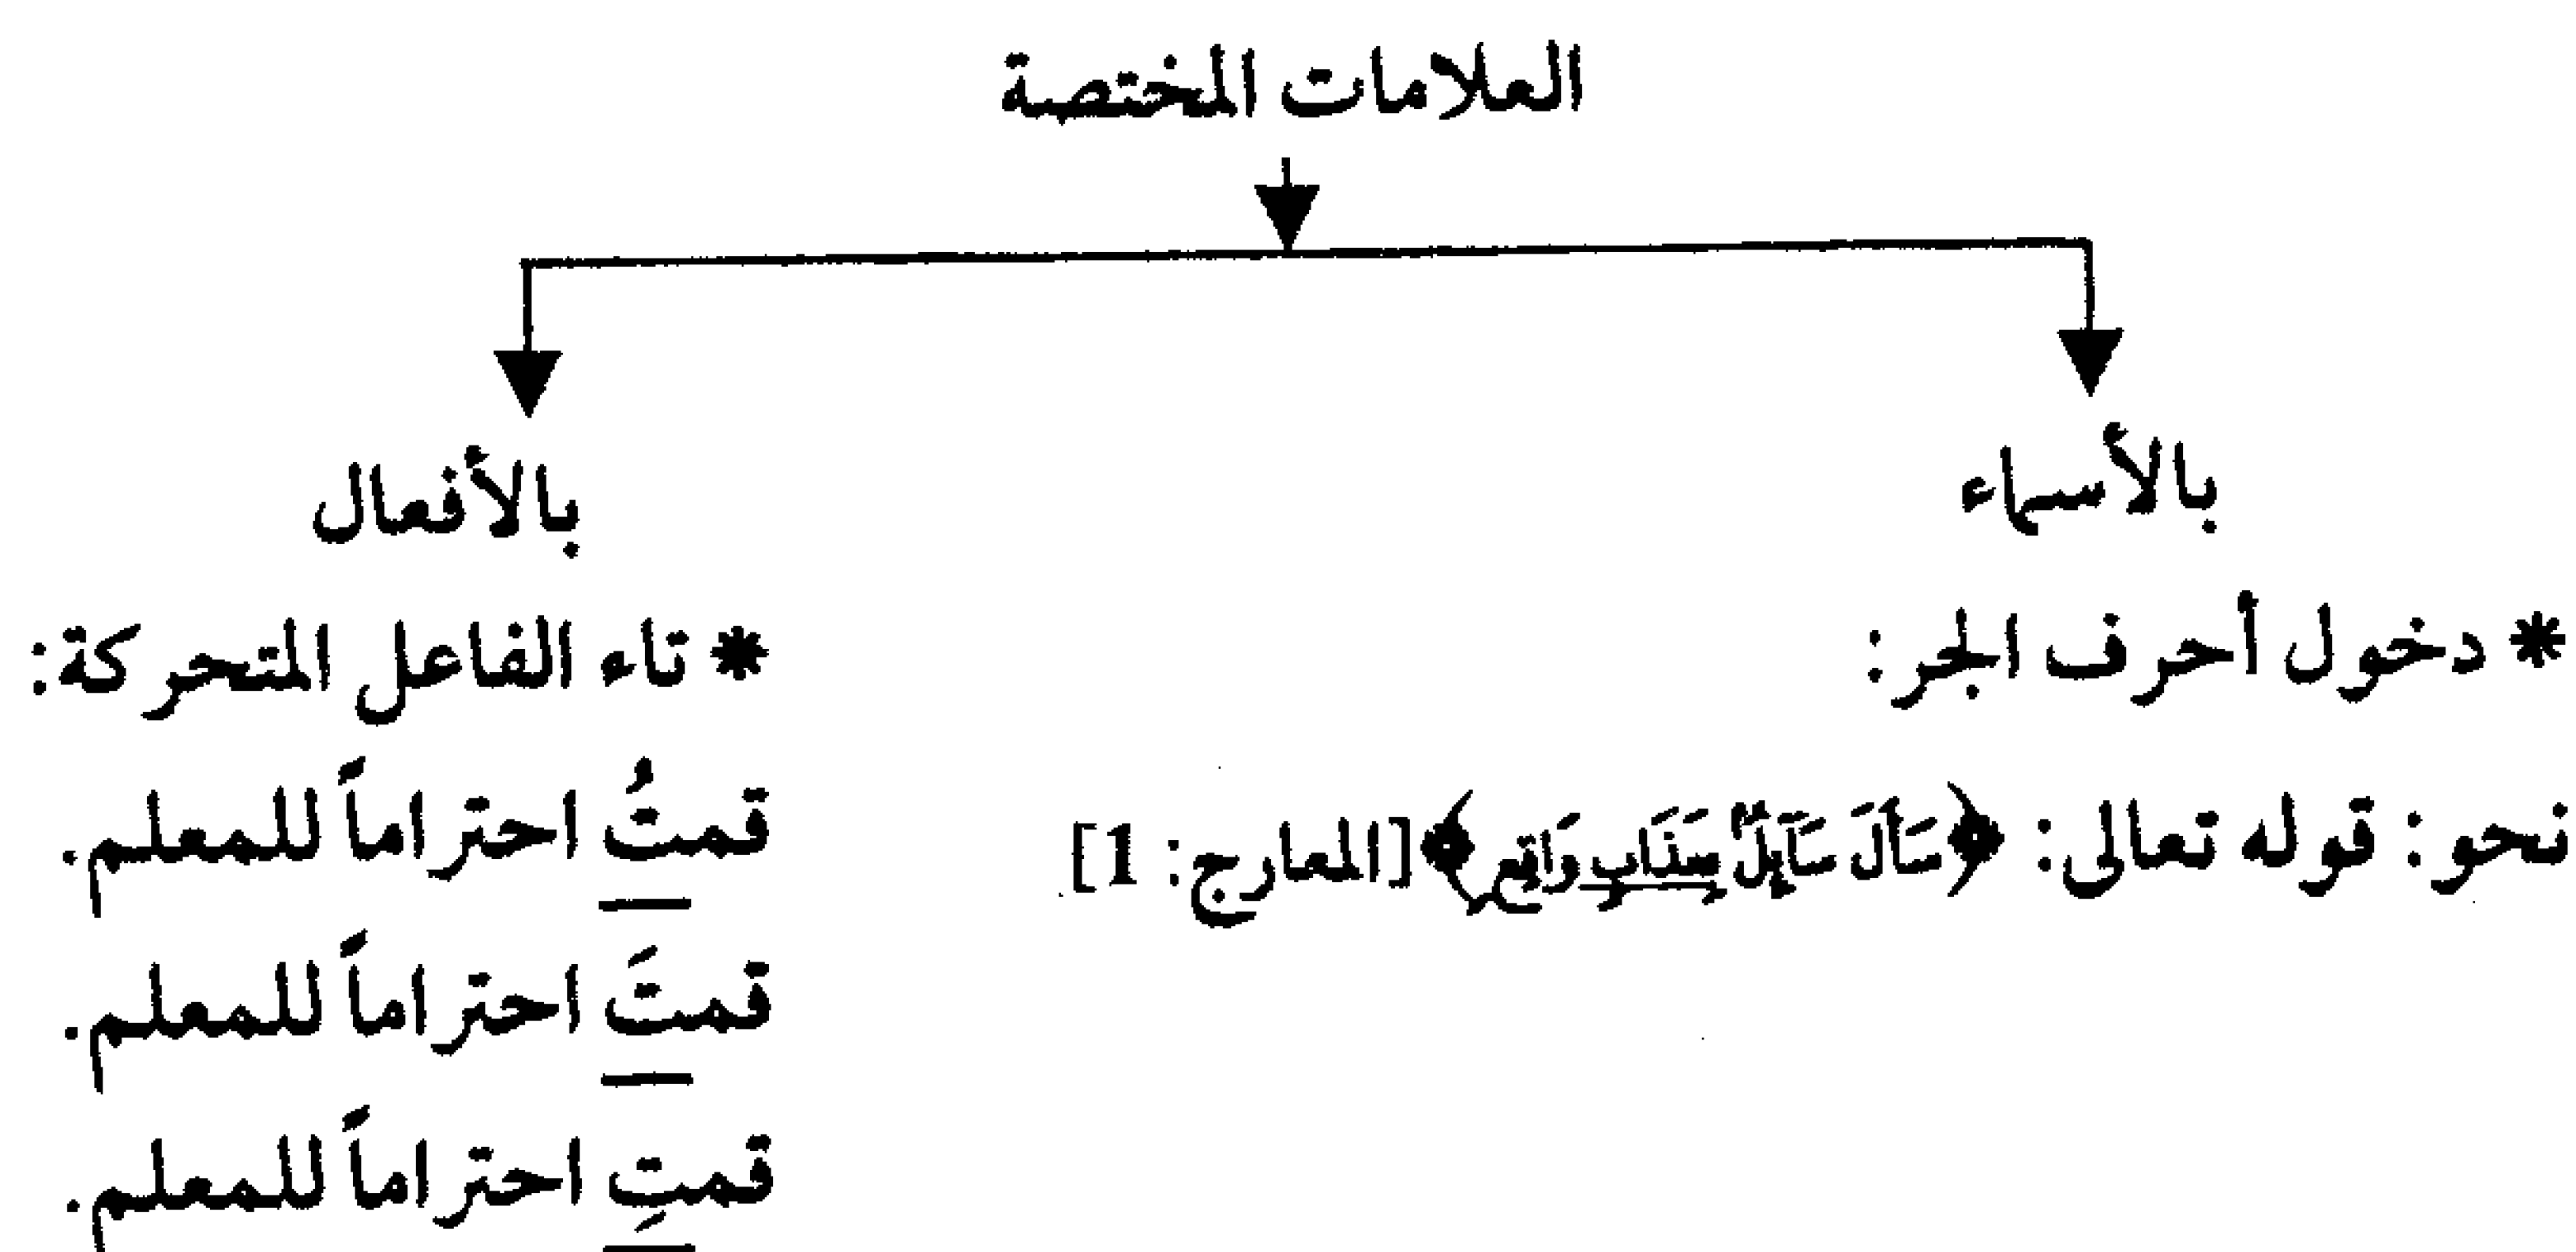 العلامات المختصة
بالأسماء
* دخول أحرف الجر:
نحو: قوله تعالى: ﴿سَأَلَ سَآئِلٌ بِعَذَابٍ وَاقِعٍ﴾ [المعارج: 1]
بالأفعال
* تاء الفاعل المتحركة:
قمتُ احتراماً للمعلم.
قمتَ احتراماً للمعلم.
قمتِ احتراماً للمعلم.